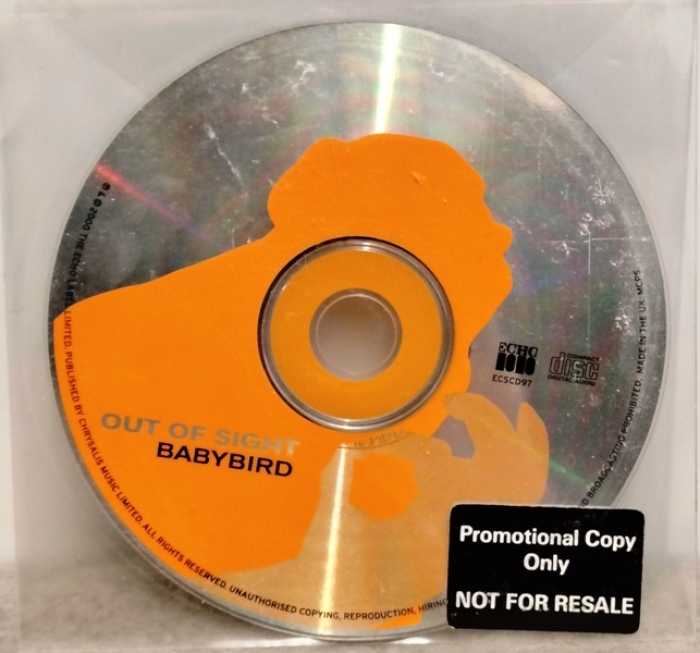 OUT OF SIGHT
BABYBIRD
ECHO
ECSCD97
COMPACT
disc
DIGITAL AUDIO
2000 THE ECHO LABEL LIMITED. PUBLISHED BY CHRYSALIS MUSIC LIMITED. ALL RIGHTS RESERVED. UNAUTHORISED COPYING, REPRODUCTION, HIRING
BROADCASTING PROHIBITED. MADE IN THE UK. MCPS
Promotional Copy
Only
NOT FOR RESALE